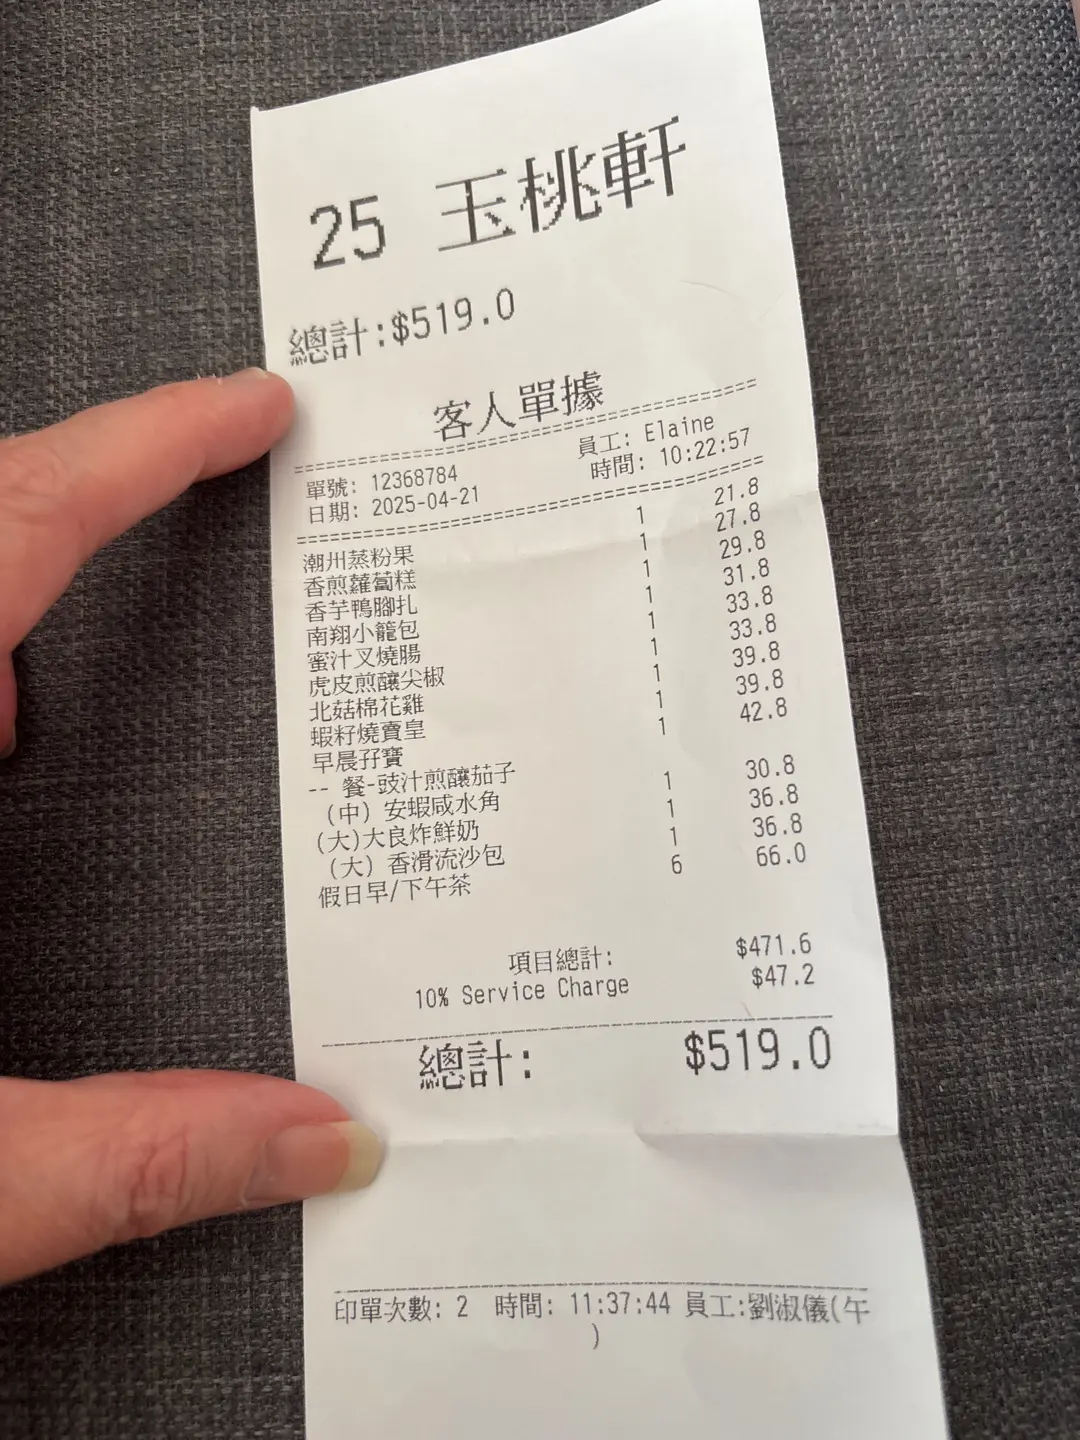 25 玉桃軒
總計:$519.0
客人單據
單號: 12368784 員工: Elaine
日期: 2025-04-21 時間: 10:22:57
潮州蒸粉果 1 21.8
香煎蘿蔔糕 1 27.8
香芋鴨腳扎 1 29.8
南翔小籠包 1 31.8
蜜汁叉燒腸 1 33.8
虎皮煎釀尖椒 1 33.8
北菇棉花雞 1 39.8
蝦籽燒賣皇 1 39.8
早晨孖寶 1 42.8
-- 餐-豉汁煎釀茄子
(中) 安蝦咸水角 1 30.8
(大)大良炸鮮奶 1 36.8
(大) 香滑流沙包 1 36.8
假日早/下午茶 6 66.0
項目總計: $471.6
10% Service Charge $47.2
總計: $519.0
印單次數: 2 時間: 11:37:44 員工:劉淑儀(午
)